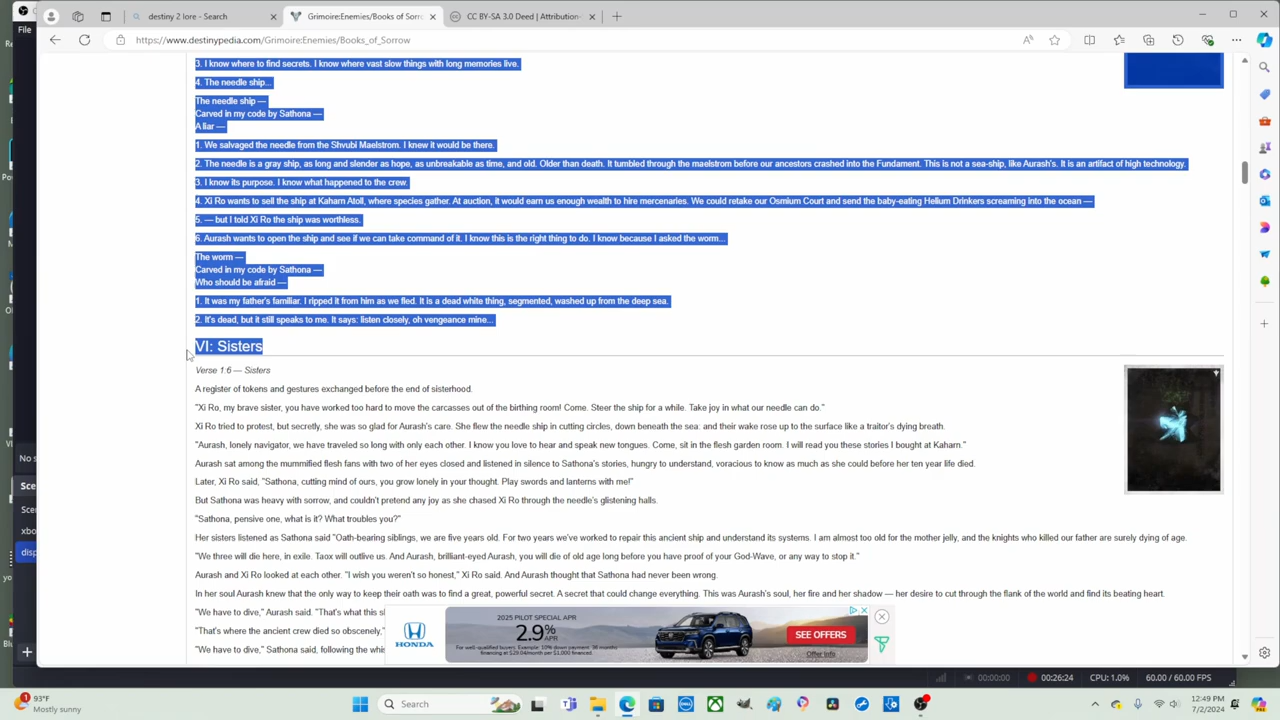 destiny 2 lore - Search
Grimoire:Enemies/Books of Sorr
CC BY-SA 3.0 Deed | Attribution-
File
https://www.destinypedia.com/Grimoire:Enemies/Books_of_Sorrow
3. I know where to find secrets. I know where vast slow things with long memories live.
4. The needle ship...
The needle ship —
Carved in my code by Sathona —
A liar —
1. We salvaged the needle from the Shvubi Maelstrom. I knew it would be there.
2. The needle is a gray ship, as long and slender as hope, as unbreakable as time, and old. Older than death. It tumbled through the maelstrom before our ancestors crashed into the Fundament. This is not a sea-ship, like Aurash's. It is an artifact of high technology.
3. I know its purpose. I know what happened to the crew.
4. Xi Ro wants to sell the ship at Kaharn Atoll, where species gather. At auction, it would earn us enough wealth to hire mercenaries. We could retake our Osmium Court and send the baby-eating Helium Drinkers screaming into the ocean —
5. — but I told Xi Ro the ship was worthless.
6. Aurash wants to open the ship and see if we can take command of it. I know this is the right thing to do. I know because I asked the worm...
The worm —
Carved in my code by Sathona —
Who should be afraid —
1. It was my father's familiar. I ripped it from him as we fled. It is a dead white thing, segmented, washed up from the deep sea.
2. It's dead, but it still speaks to me. It says: listen closely, oh vengeance mine...
VI: Sisters
Verse 1:6 — Sisters
A register of tokens and gestures exchanged before the end of sisterhood.
"Xi Ro, my brave sister, you have worked too hard to move the carcasses out of the birthing room! Come. Steer the ship for a while. Take joy in what our needle can do."
Xi Ro tried to protest, but secretly, she was so glad for Aurash's care. She flew the needle ship in cutting circles, down beneath the sea: and their wake rose up to the surface like a traitor's dying breath.
"Aurash, lonely navigator, we have traveled so long with only each other. I know you love to hear and speak new tongues. Come, sit in the flesh garden room. I will read you these stories I bought at Kaharn."
Aurash sat among the mummified flesh fans with two of her eyes closed and listened in silence to Sathona's stories, hungry to understand, voracious to know as much as she could before her ten year life died.
Later, Xi Ro said, "Sathona, cutting mind of ours, you grow lonely in your thought. Play swords and lanterns with me!"
But Sathona was heavy with sorrow, and couldn't pretend any joy as she chased Xi Ro through the needle's glistening halls.
"Sathona, pensive one, what is it? What troubles you?"
Her sisters listened as Sathona said "Oath-bearing siblings, we are five years old. For two years we've worked to repair this ancient ship and understand its systems. I am almost too old for the mother jelly, and the knights who killed our father are surely dying of age.
"We three will die here, in exile. Taox will outlive us. And Aurash, brilliant-eyed Aurash, you will die of old age long before you have proof of your God-Wave, or any way to stop it."
Aurash and Xi Ro looked at each other. "I wish you weren't so honest," Xi Ro said. And Aurash thought that Sathona had never been wrong.
In her soul Aurash knew that the only way to keep their oath was to find a great, powerful secret. A secret that could change everything. This was Aurash's soul, her fire and her shadow — her desire to cut through the flank of the world and find its beating heart.
"We have to dive," Aurash said. "That's what this s
"That's where the ancient crew died so obscenely,"
"We have to dive," Sathona said, following the whis
HONDA
2025 PILOT SPECIAL APR
2.9% APR
For well-qualified buyers.
SEE OFFERS
Offer Info
No s
Scen
xbo
disp
00:00:00
00:26:24
CPU: 1.0%
60.00 / 60.00 FPS
1
93°F
Mostly sunny
Search
12:49 PM
7/2/2024